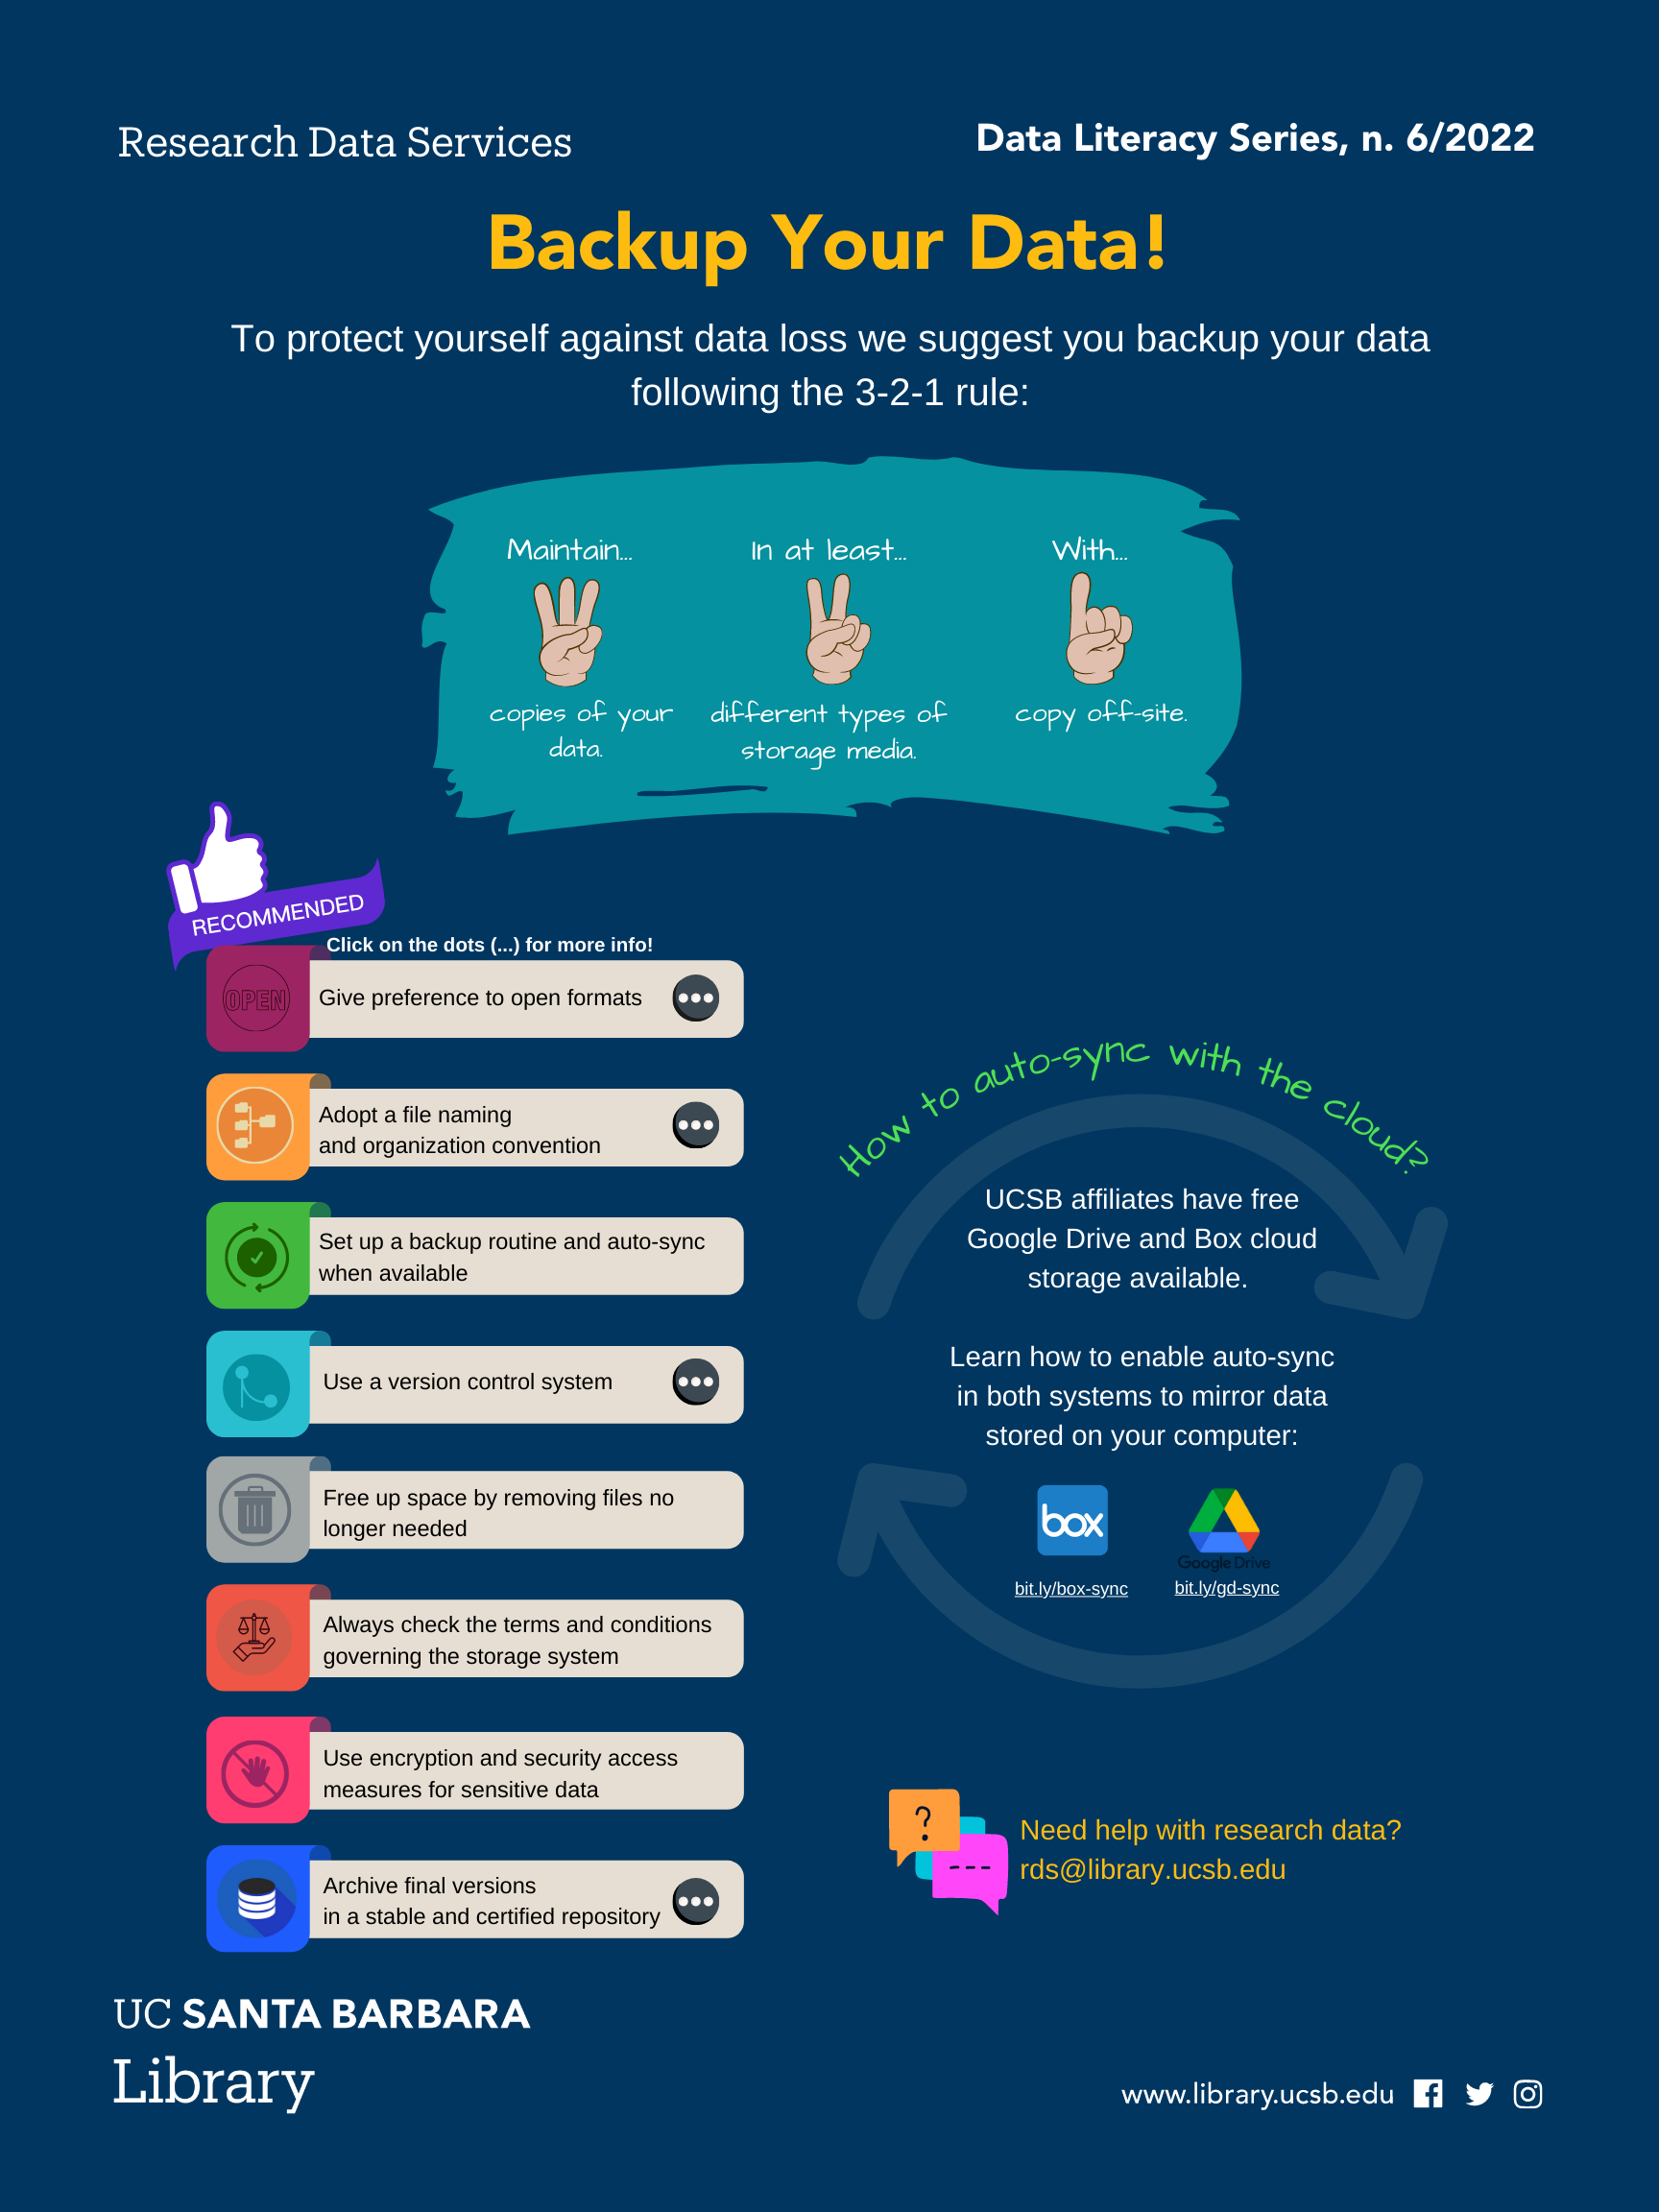 Research Data Services
Data Literacy Series, n. 6/2022
Backup Your Data!
To protect yourself against data loss we suggest you backup your data
following the 3-2-1 rule:
Maintain...
copies of your
data.
In at least...
different types of
storage media.
With...
copy off-site.
RECOMMENDED
Click on the dots (...) for more info!
OPEN
Give preference to open formats
Adopt a file naming
and organization convention
Set up a backup routine and auto-sync
when available
Use a version control system
Free up space by removing files no
longer needed
Always check the terms and conditions
governing the storage system
Use encryption and security access
measures for sensitive data
Archive final versions
in a stable and certified repository
How to auto-sync with the cloud?
UCSB affiliates have free
Google Drive and Box cloud
storage available.
Learn how to enable auto-sync
in both systems to mirror data
stored on your computer:
box
bit.ly/box-sync
Google Drive
bit.ly/gd-sync
?
Need help with research data?
rds@library.ucsb.edu
UC SANTA BARBARA
Library
www.library.ucsb.edu